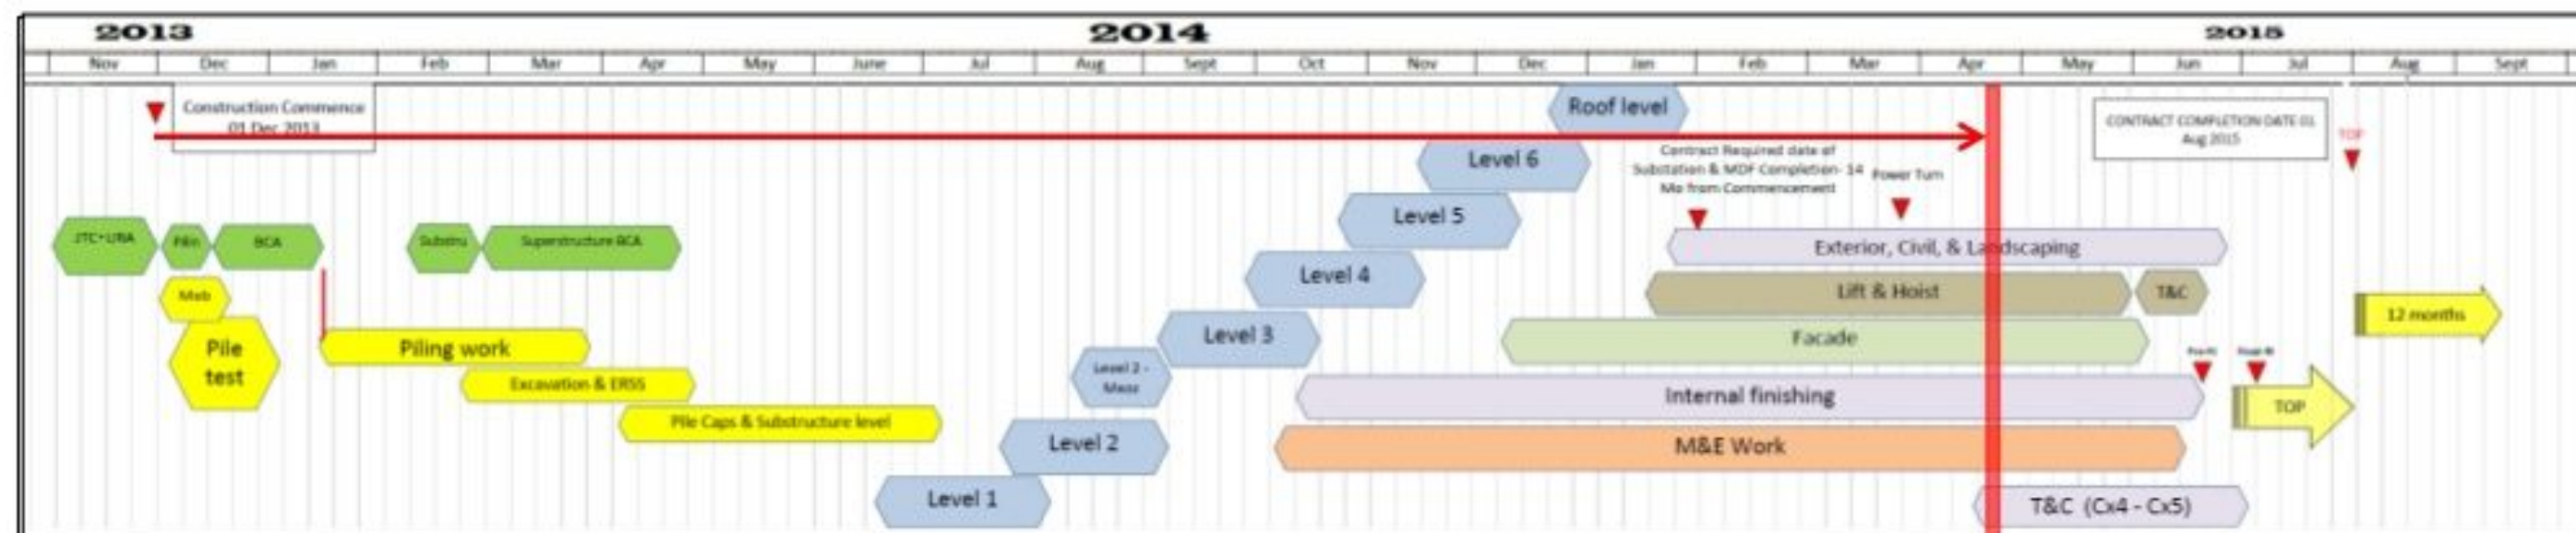 2013 2014 2015
Nov Dec Jan Feb Mar Apr May June Jul Aug Sept Oct Nov Dec Jan Feb Mar Apr May Jun Jul Aug Sept
Construction Commence
01 Dec 2013
Roof level
CONTRACT COMPLETION DATE 01
Aug 2015
TOP
Level 6
Contract Required date of
Substation & MDF Completion- 14
Mo from Commencement
Power Turn
Level 5
JTC+URA
Pilin
BCA
Substru
Superstructure BCA
Exterior, Civil, & Landscaping
Level 4
Mob
Lift & Hoist
T&C
12 months
Level 3
Pile
test
Piling work
Facade
Level 2 -
Mezz
Excavation & ERSS
Internal finishing
TOP
Pile Caps & Substructure level
Level 2
M&E Work
Level 1
T&C (Cx4 - Cx5)